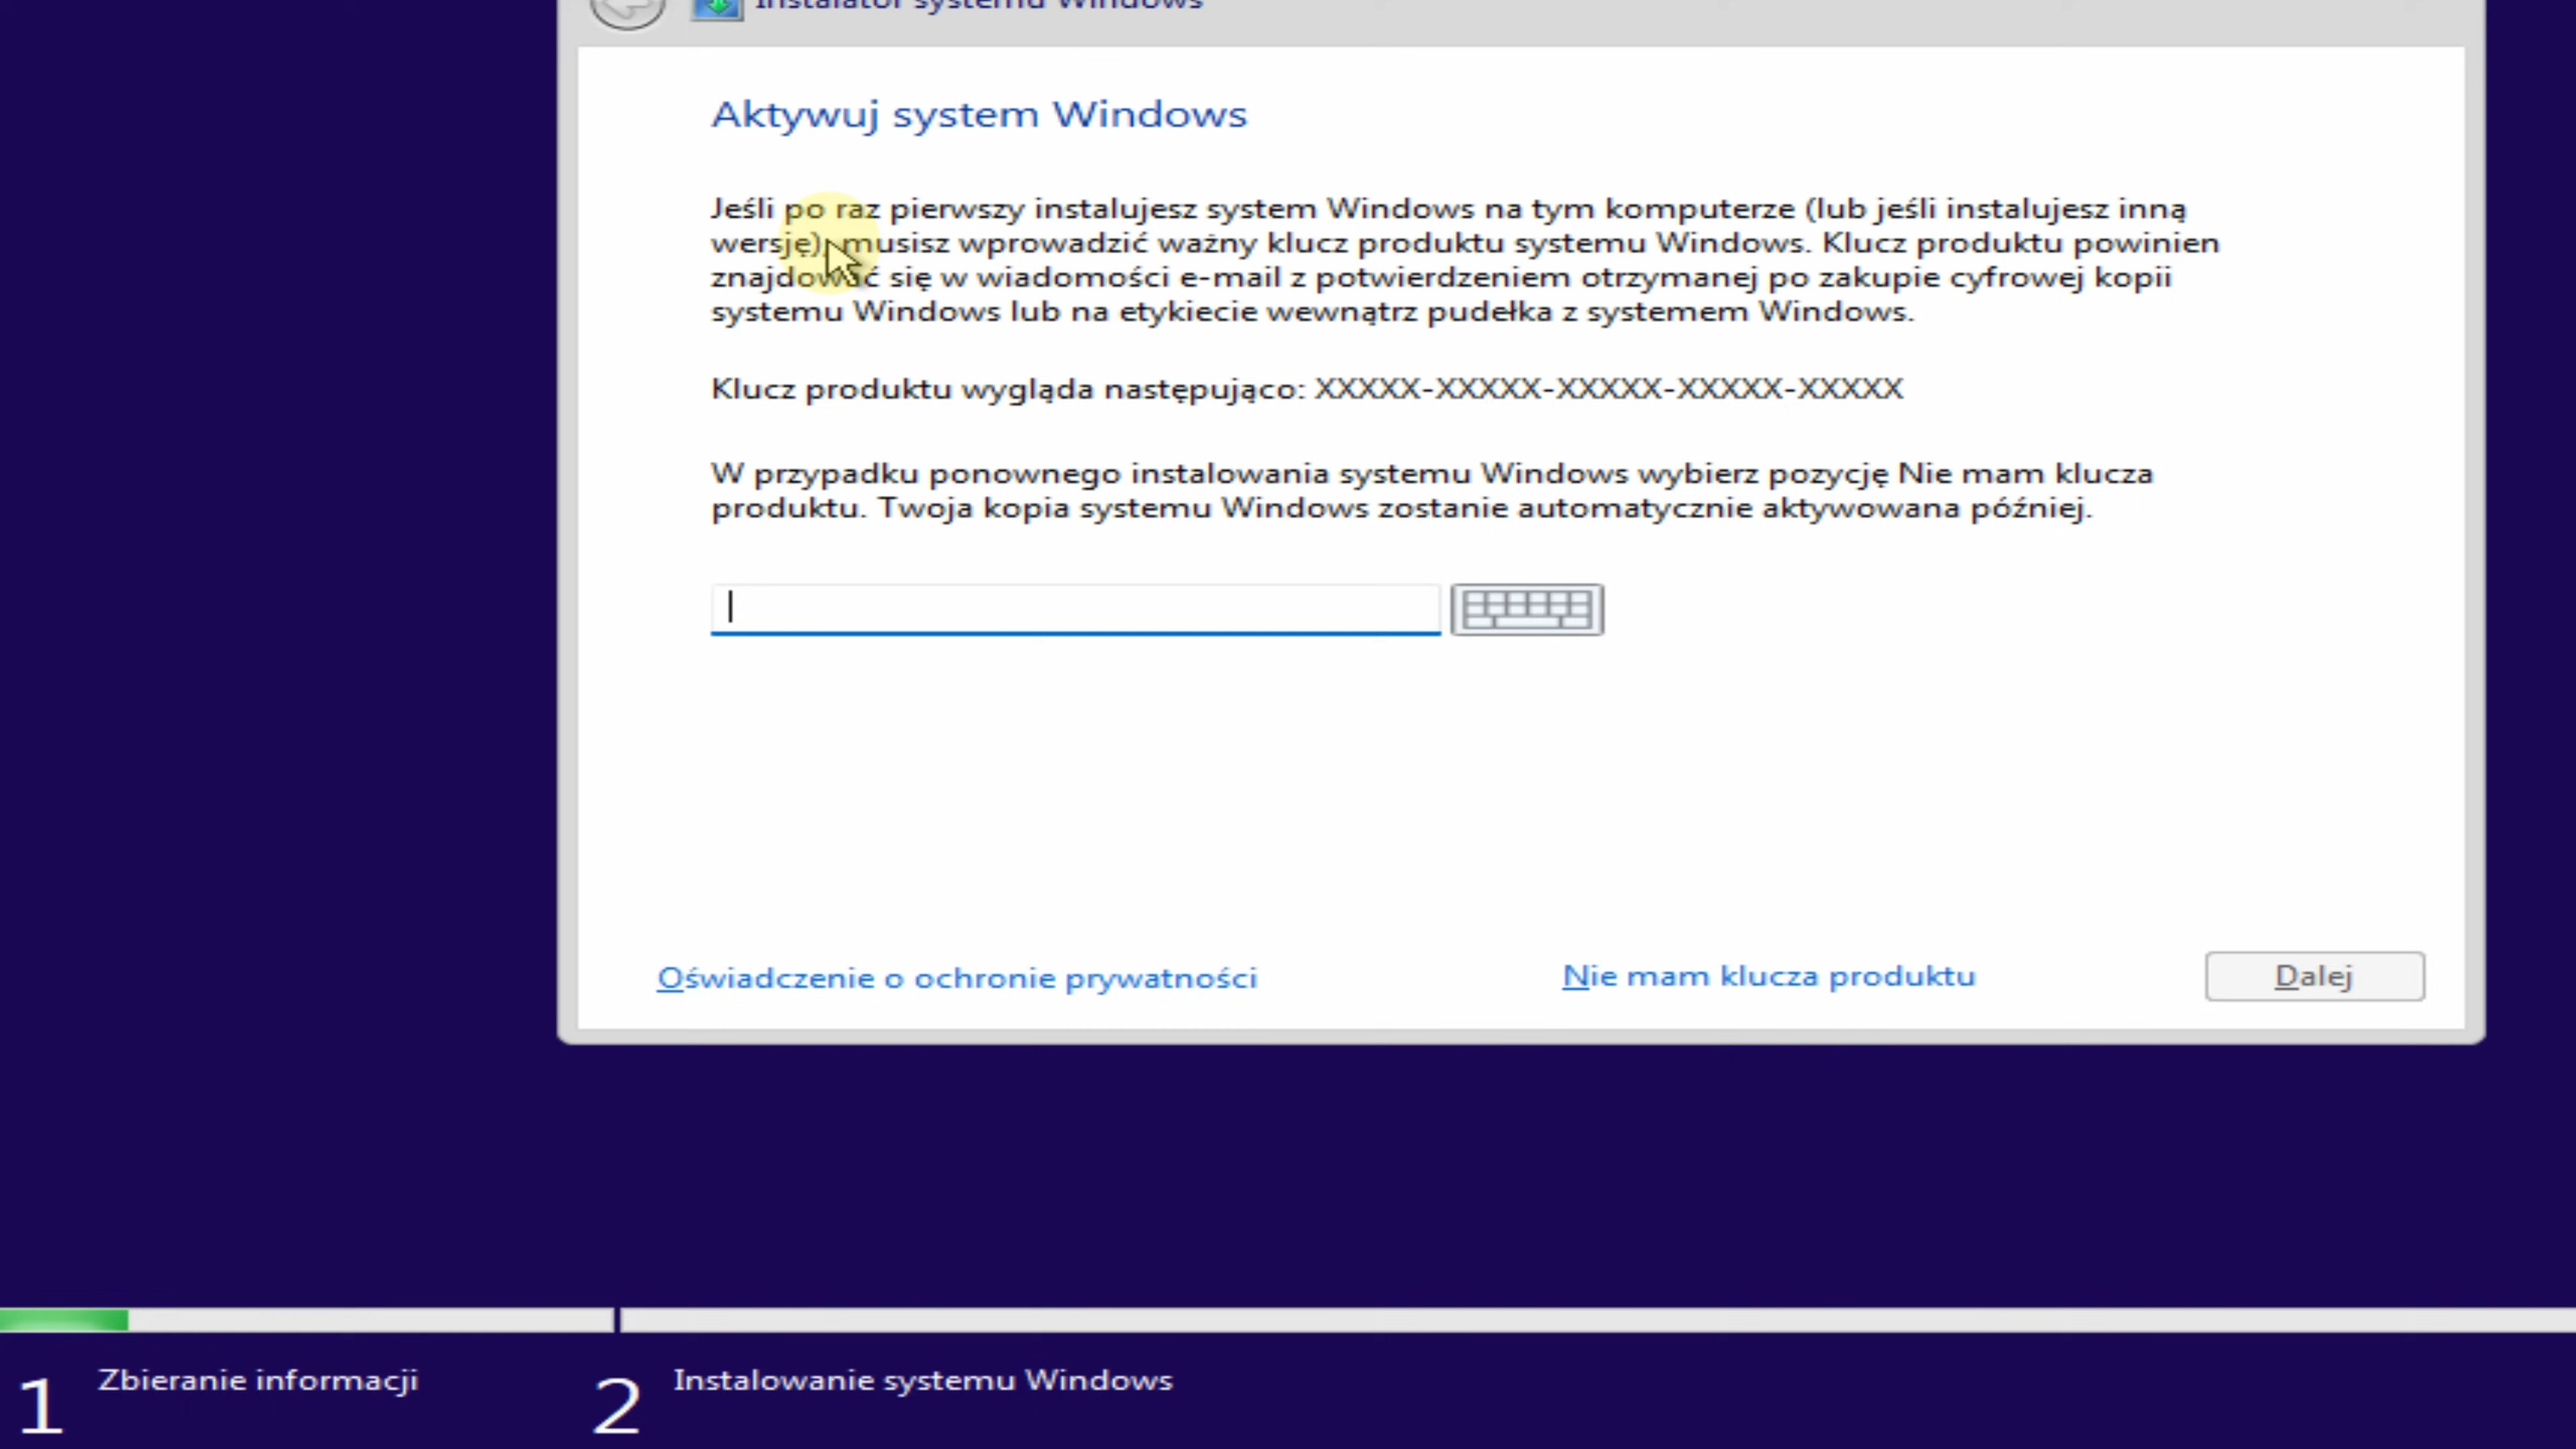 Instalator systemu Windows
Aktywuj system Windows
Jeśli po raz pierwszy instalujesz system Windows na tym komputerze (lub jeśli instalujesz inną
wersję), musisz wprowadzić ważny klucz produktu systemu Windows. Klucz produktu powinien
znajdować się w wiadomości e-mail z potwierdzeniem otrzymanej po zakupie cyfrowej kopii
systemu Windows lub na etykiecie wewnątrz pudełka z systemem Windows.
Klucz produktu wygląda następująco: XXXXX-XXXXX-XXXXX-XXXXX-XXXXX
W przypadku ponownego instalowania systemu Windows wybierz pozycję Nie mam klucza
produktu. Twoja kopia systemu Windows zostanie automatycznie aktywowana później.
Oświadczenie o ochronie prywatności
Nie mam klucza produktu
Dalej
1 Zbieranie informacji
2 Instalowanie systemu Windows